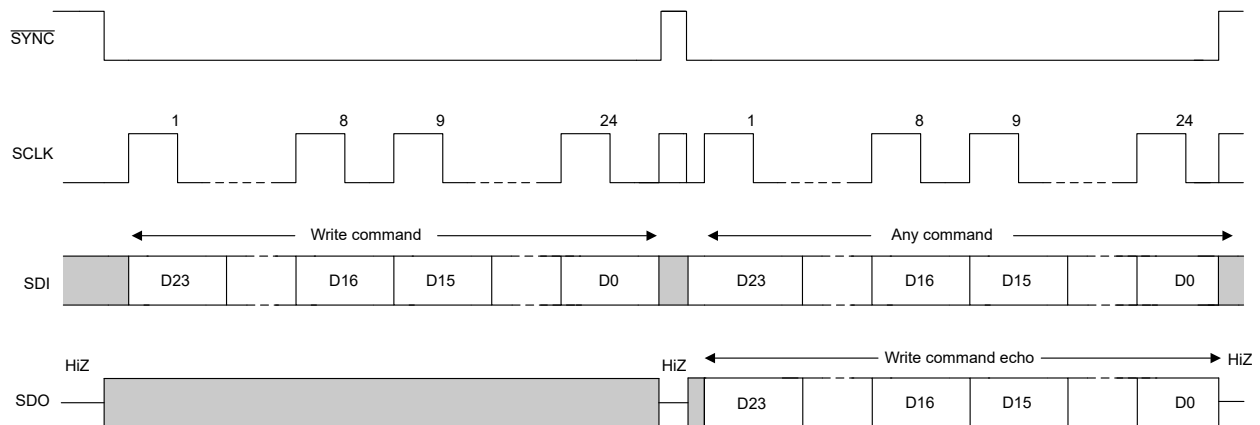 SYNC
1 8 9 24 1 8 9 24
SCLK
Write command Any command
SDI D23 D16 D15 D0 D23 D16 D15 D0
HiZ HiZ Write command echo HiZ
SDO D23 D16 D15 D0